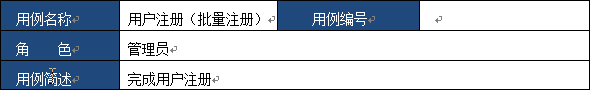 用例名称 用户注册（批量注册） 用例编号
角　　色 管理员
用例简述 完成用户注册